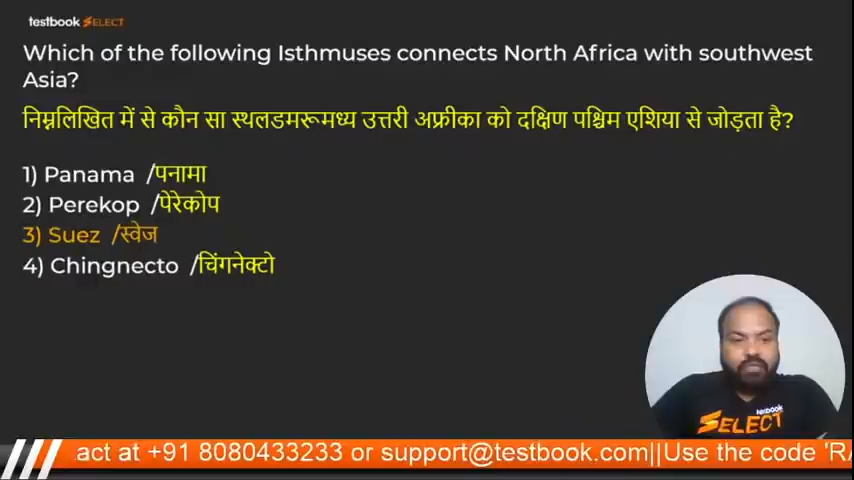 testbook SELECT
Which of the following Isthmuses connects North Africa with southwest
Asia?
निम्नलिखित में से कौन सा स्थलडमरूमध्य उत्तरी अफ्रीका को दक्षिण पश्चिम एशिया से जोड़ता है?
1) Panama /पनामा
2) Perekop /पेरेकोप
3) Suez /स्वेज
4) Chingnecto /चिंगनेक्टो
testbook
SELECT
act at +91 8080433233 or support@testbook.com||Use the code 'RA